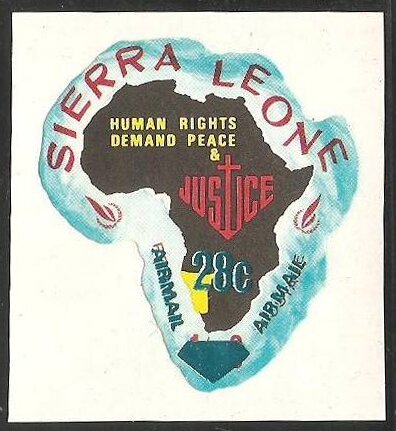 SIERRA LEONE
HUMAN RIGHTS
DEMAND PEACE
&
JUSTICE
28c
AIRMAIL
AIRMAIL